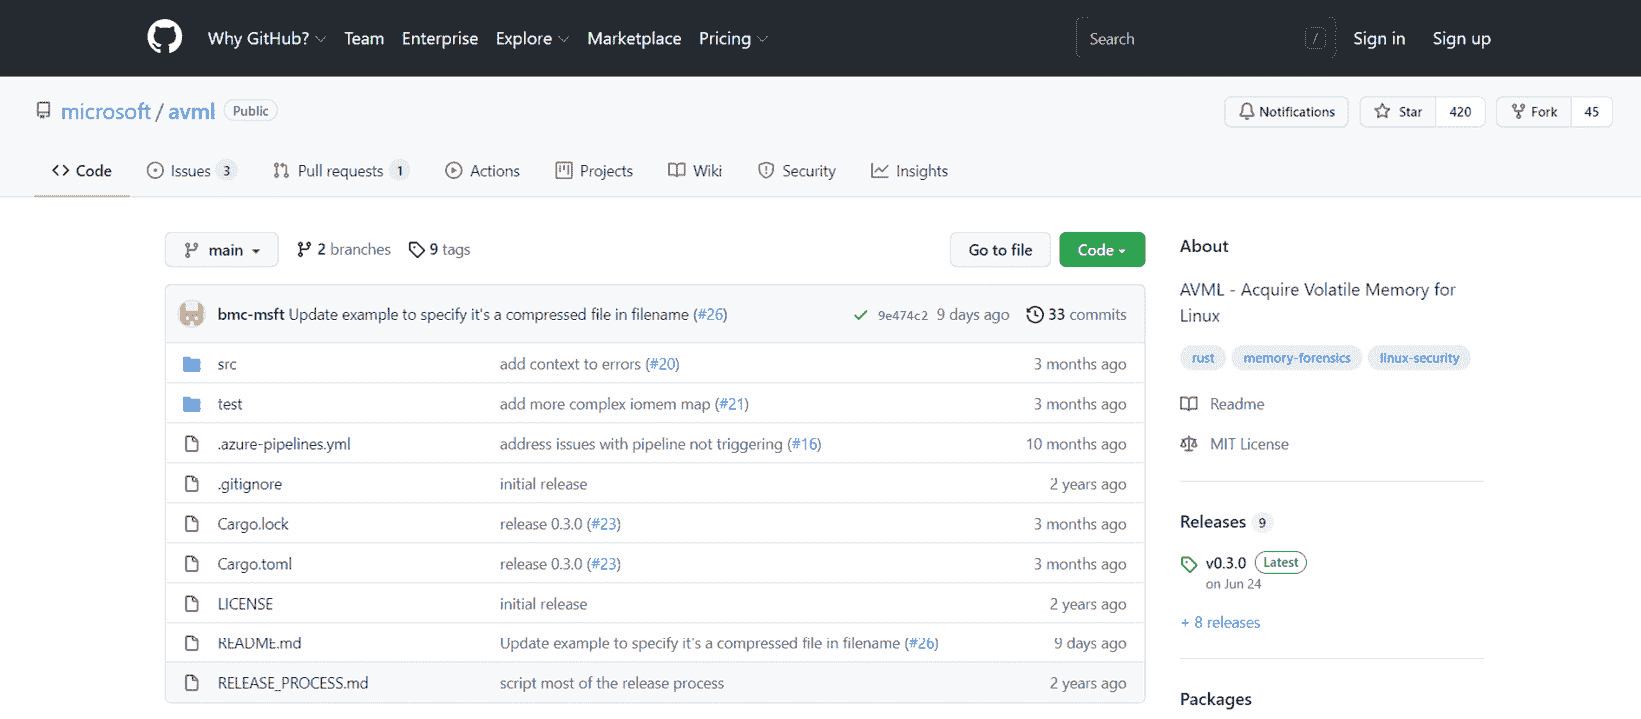 Why GitHub? Team Enterprise Explore Marketplace Pricing Search / Sign in Sign up
microsoft / avml Public Notifications Star 420 Fork 45
Code Issues 3 Pull requests 1 Actions Projects Wiki Security Insights
main 2 branches 9 tags Go to file Code
bmc-msft Update example to specify it's a compressed file in filename (#26) 9e474c2 9 days ago 33 commits
src add context to errors (#20) 3 months ago
test add more complex iomem map (#21) 3 months ago
.azure-pipelines.yml address issues with pipeline not triggering (#16) 10 months ago
.gitignore initial release 2 years ago
Cargo.lock release 0.3.0 (#23) 3 months ago
Cargo.toml release 0.3.0 (#23) 3 months ago
LICENSE initial release 2 years ago
README.md Update example to specify it's a compressed file in filename (#26) 9 days ago
RELEASE_PROCESS.md script most of the release process 2 years ago
About
AVML - Acquire Volatile Memory for
Linux
rust memory-forensics linux-security
Readme
MIT License
Releases 9
v0.3.0 Latest
on Jun 24
+ 8 releases
Packages